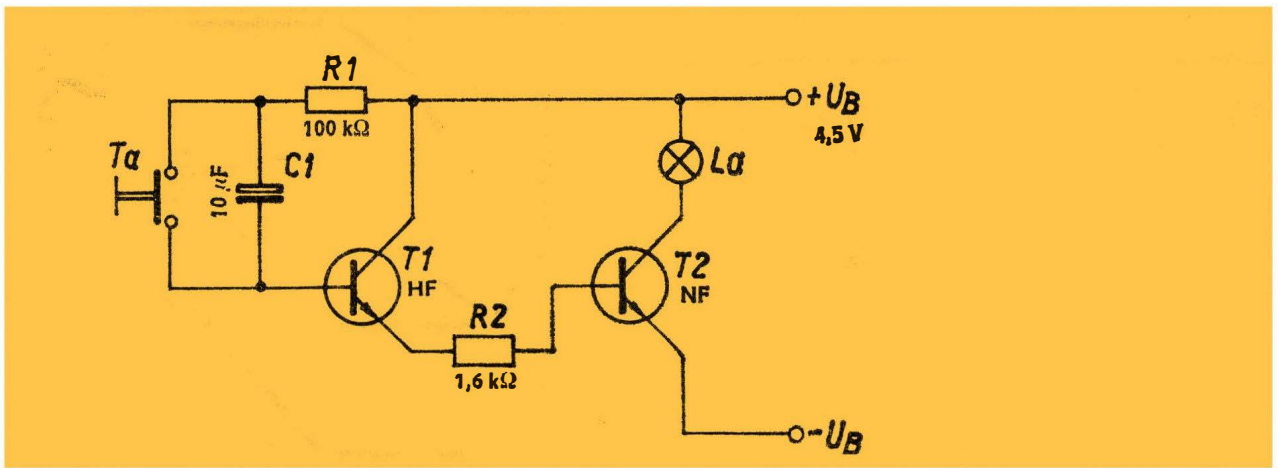 R1
100 kΩ
+UB
4,5 V
Ta
C1
10 µF
La
T1
HF
T2
NF
R2
1,6 kΩ
-UB